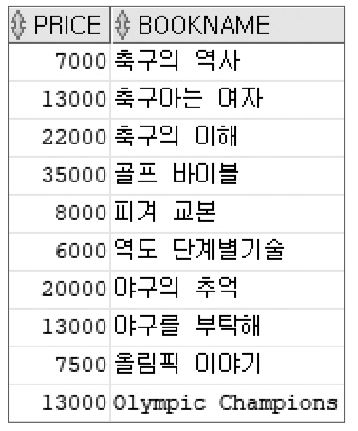 PRICE BOOKNAME
7000 축구의 역사
13000 축구아는 여자
22000 축구의 이해
35000 골프 바이블
8000 피겨 교본
6000 역도 단계별기술
20000 야구의 추억
13000 야구를 부탁해
7500 올림픽 이야기
13000 Olympic Champions